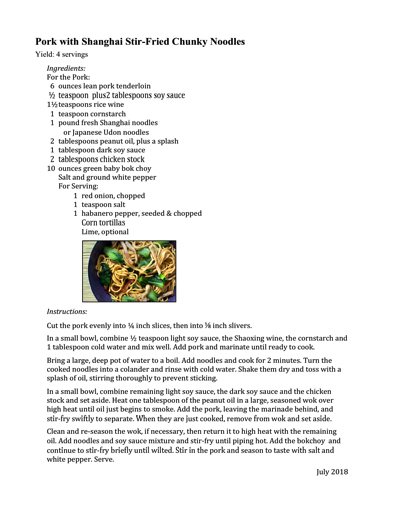 Pork with Shanghai Stir-Fried Chunky Noodles
Yield: 4 servings
Ingredients:
For the Pork:
6 ounces lean pork tenderloin
½ teaspoon plus2 tablespoons soy sauce
1½teaspoons rice wine
1 teaspoon cornstarch
1 pound fresh Shanghai noodles
or Japanese Udon noodles
2 tablespoons peanut oil, plus a splash
1 tablespoon dark soy sauce
2 tablespoons chicken stock
10 ounces green baby bok choy
Salt and ground white pepper
For Serving:
1 red onion, chopped
1 teaspoon salt
1 habanero pepper, seeded & chopped
Corn tortillas
Lime, optional
Instructions:
Cut the pork evenly into ¼ inch slices, then into ⅛ inch slivers.
In a small bowl, combine ½ teaspoon light soy sauce, the Shaoxing wine, the cornstarch and
1 tablespoon cold water and mix well. Add pork and marinate until ready to cook.
Bring a large, deep pot of water to a boil. Add noodles and cook for 2 minutes. Turn the
cooked noodles into a colander and rinse with cold water. Shake them dry and toss with a
splash of oil, stirring thoroughly to prevent sticking.
In a small bowl, combine remaining light soy sauce, the dark soy sauce and the chicken
stock and set aside. Heat one tablespoon of the peanut oil in a large, seasoned wok over
high heat until oil just begins to smoke. Add the pork, leaving the marinade behind, and
stir-fry swiftly to separate. When they are just cooked, remove from wok and set aside.
Clean and re-season the wok, if necessary, then return it to high heat with the remaining
oil. Add noodles and soy sauce mixture and stir-fry until piping hot. Add the bokchoy and
continue to stir-fry briefly until wilted. Stir in the pork and season to taste with salt and
white pepper. Serve.
July 2018